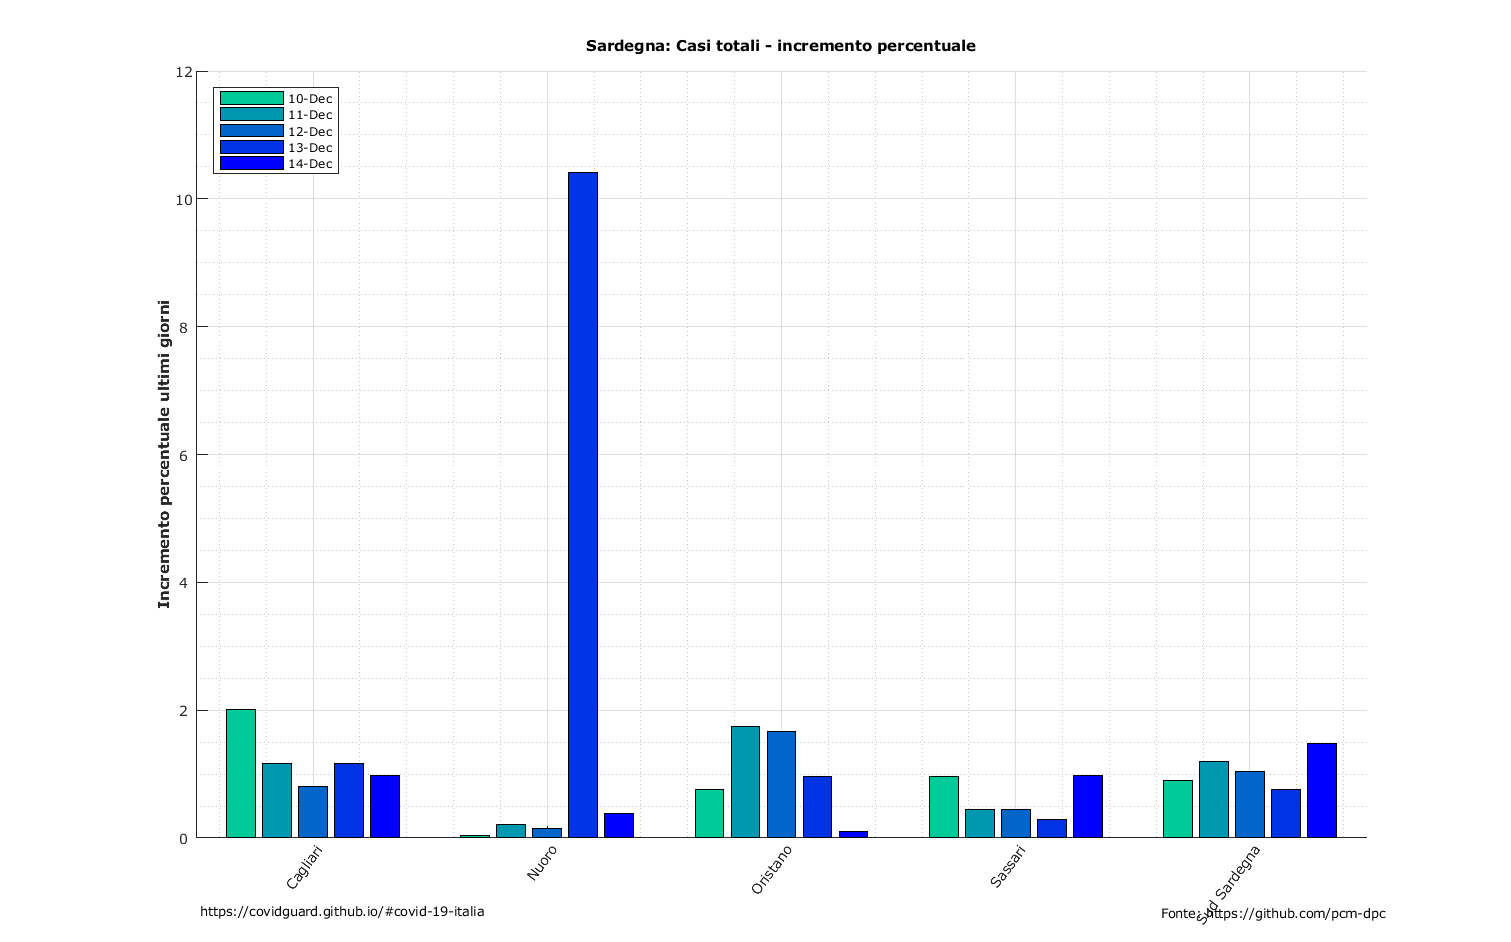 Sardegna: Casi totali - incremento percentuale
12
10
8
6
4
2
0
Incremento percentuale ultimi giorni
10-Dec
11-Dec
12-Dec
13-Dec
14-Dec
Cagliari
Nuoro
Oristano
Sassari
Sud Sardegna
https://covidguard.github.io/#covid-19-italia
Fonte: https://github.com/pcm-dpc